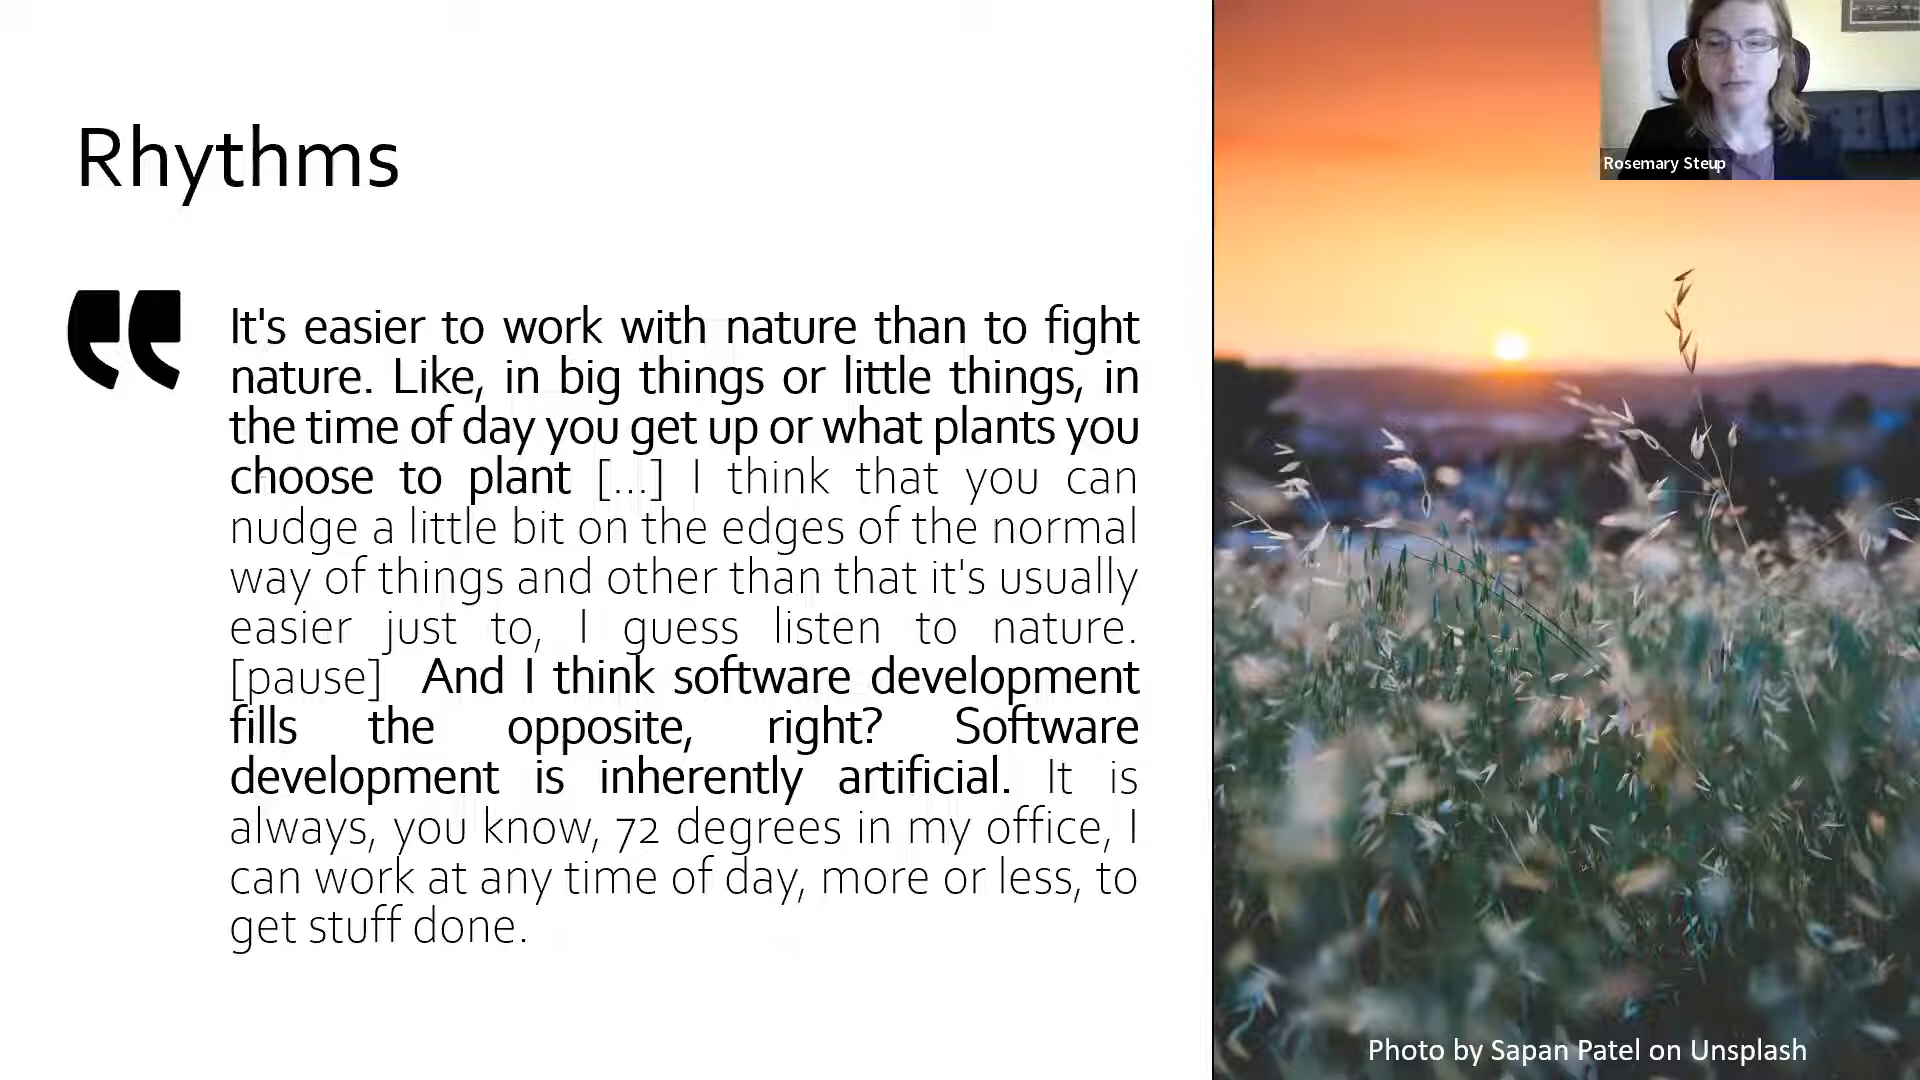 Rhythms
Rosemary Steup
It's easier to work with nature than to fight
nature. Like, in big things or little things, in
the time of day you get up or what plants you
choose to plant [...] I think that you can
nudge a little bit on the edges of the normal
way of things and other than that it's usually
easier just to, I guess listen to nature.
[pause] And I think software development
fills the opposite, right? Software
development is inherently artificial. It is
always, you know, 72 degrees in my office, I
can work at any time of day, more or less, to
get stuff done.
Photo by Sapan Patel on Unsplash